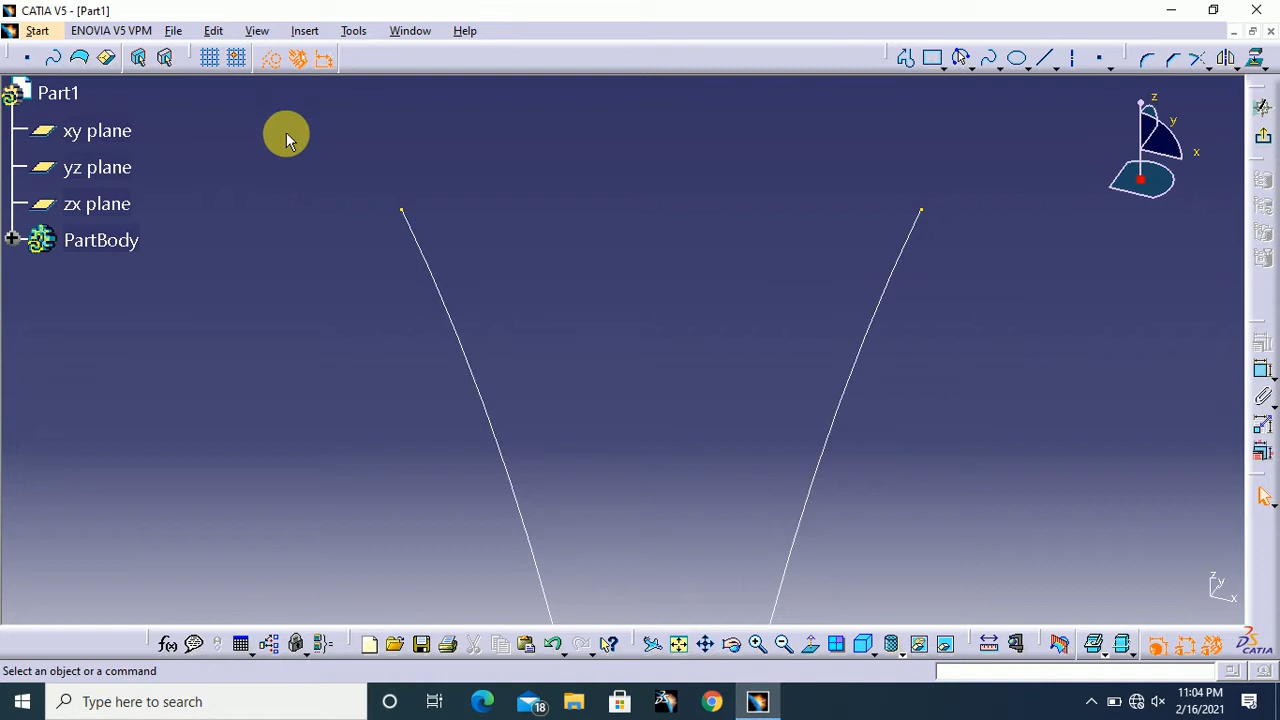 CATIA V5 - [Part1]
Start ENOVIA V5 VPM File Edit View Insert Tools Window Help
Part1
xy plane
yz plane
zx plane
PartBody
z
y
x
z
y
x
f(x)
CATIA
Select an object or a command
Type here to search
18
11:04 PM
2/16/2021